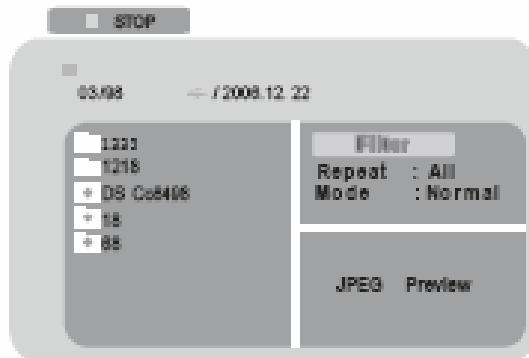 STOP
03/98 -- / 2006.12.22
1223
1218
DS Co8498
18
88
Filter
Repeat : All
Mode : Normal
JPEG Preview